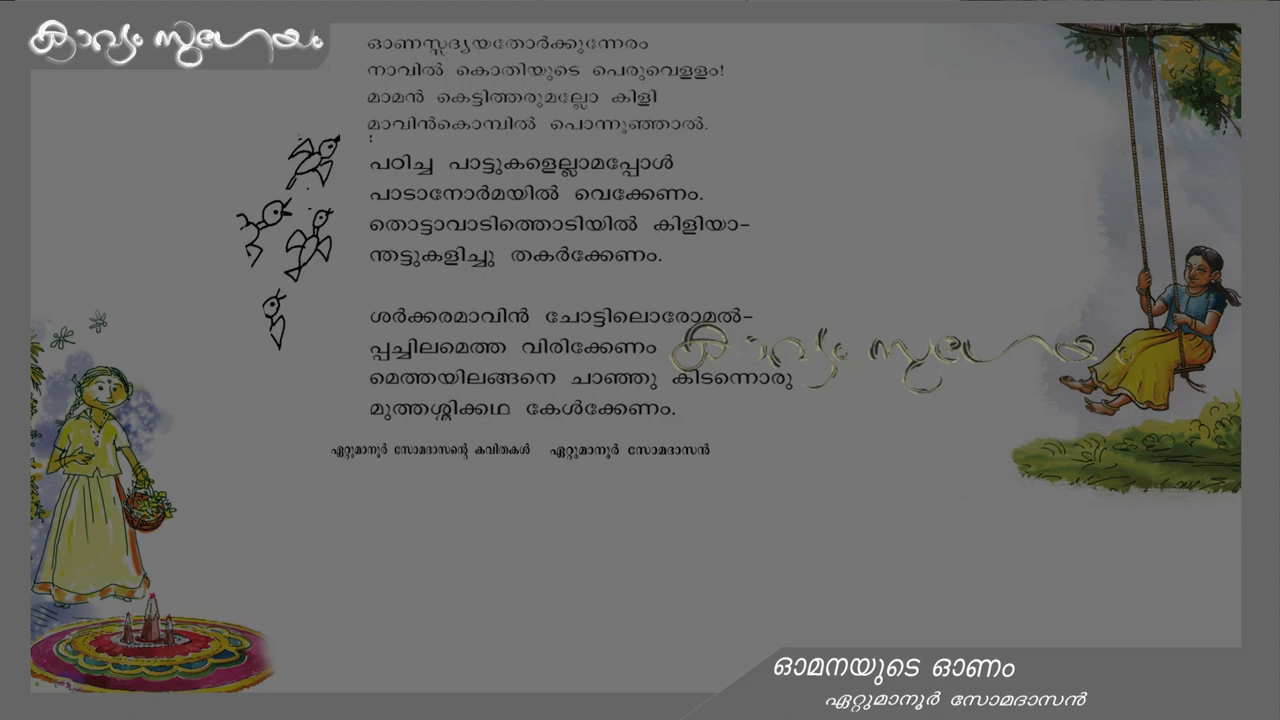 കാവ്യം സുഗേയം
ഓണസ്സദ്യയതോർക്കുന്നേരം
നാവിൽ കൊതിയുടെ പെരുവെള്ളം!
മാമൻ കെട്ടിത്തരുമല്ലോ കിളി
മാവിൻകൊമ്പിൽ പൊന്നൂഞ്ഞാൽ.
പഠിച്ച പാട്ടുകളെല്ലാമപ്പോൾ
പാടാനോർമയിൽ വെക്കേണം.
തൊട്ടാവാടിത്തൊടിയിൽ കിളിയാ-
ന്തട്ടുകളിച്ചു തകർക്കേണം.
ശർക്കരമാവിൻ ചോട്ടിലൊരോമൽ-
പ്പച്ചിലമെത്ത വിരിക്കേണം
കാവ്യം സുഗേയം
മെത്തയിലങ്ങനെ ചാഞ്ഞു കിടന്നൊരു
മുത്തശ്ശിക്കഥ കേൾക്കേണം.
ഏറ്റുമാനൂർ സോമദാസന്റെ കവിതകൾ ഏറ്റുമാനൂർ സോമദാസൻ
ഓമനയുടെ ഓണം
ഏറ്റുമാനൂർ സോമദാസൻ